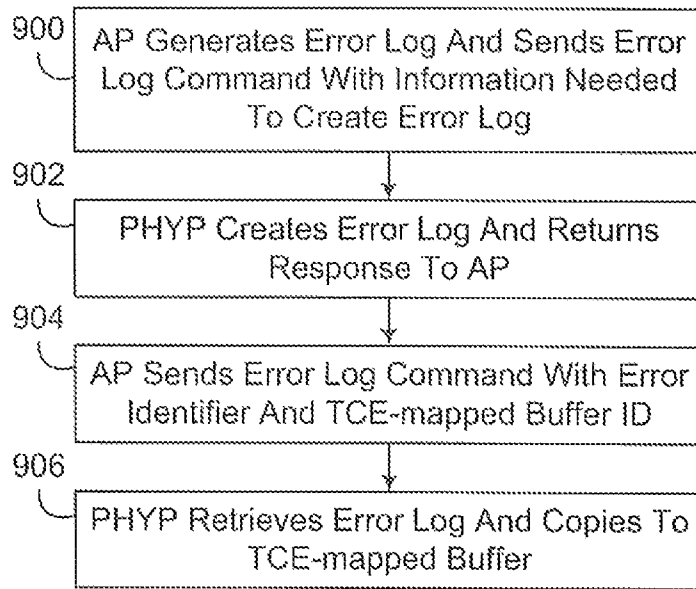 900
AP Generates Error Log And Sends Error
Log Command With Information Needed
To Create Error Log
902
PHYP Creates Error Log And Returns
Response To AP
904
AP Sends Error Log Command With Error
Identifier And TCE-mapped Buffer ID
906
PHYP Retrieves Error Log And Copies To
TCE-mapped Buffer